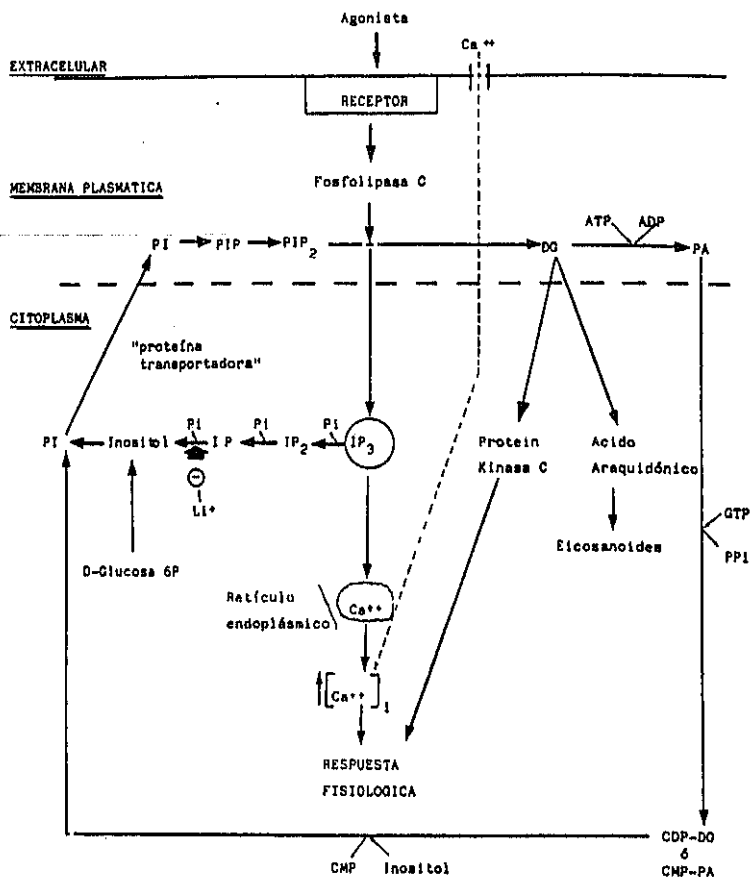 Agonista
Ca ++
EXTRACELULAR
RECEPTOR
Fosfolipasa C
MEMBRANA PLASMATICA
ATP ADP
PI PIP PIP2 DG PA
CITOPLASMA
"proteína
transportadora"
Pi Pi Pi
PI Inositol IP IP2 IP3
Protein
Kinasa C
Acido
Araquidónico
-
Li+
GTP
PPi
Eicosanoides
D-Glucosa 6P
Retículo
endoplásmico
Ca++
[Ca++]i
RESPUESTA
FISIOLOGICA
CDP-DG
ó
CMP-PA
CMP Inositol